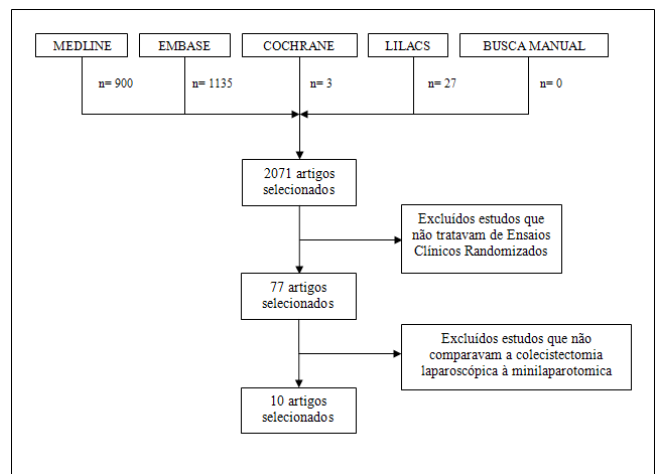 MEDLINE
EMBASE
COCHRANE
LILACS
BUSCA MANUAL
n= 900
n= 1135
n= 3
n= 27
n= 0
2071 artigos
selecionados
Excluídos estudos que
não tratavam de Ensaios
Clínicos Randomizados
77 artigos
selecionados
Excluídos estudos que não
comparavam a colecistectomia
laparoscópica à minilaparotomica
10 artigos
selecionados